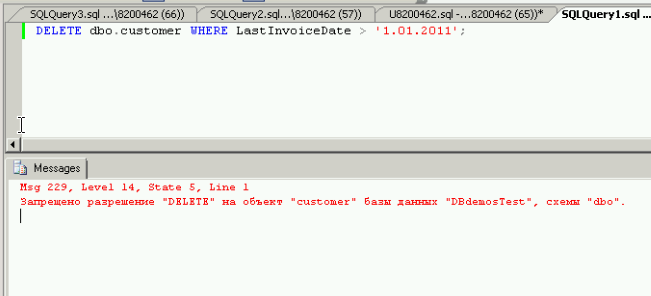 SQLQuery3.sql ...\8200462 (66))
SQLQuery2.sql...\8200462 (57))
U8200462.sql -...8200462 (65))*
SQLQuery1.sql ...
DELETE dbo.customer WHERE LastInvoiceDate > '1.01.2011';
Messages
Msg 229, Level 14, State 5, Line 1
Запрещено разрешение "DELETE" на объект "customer" базы данных "DBdemosTest", схемы "dbo".